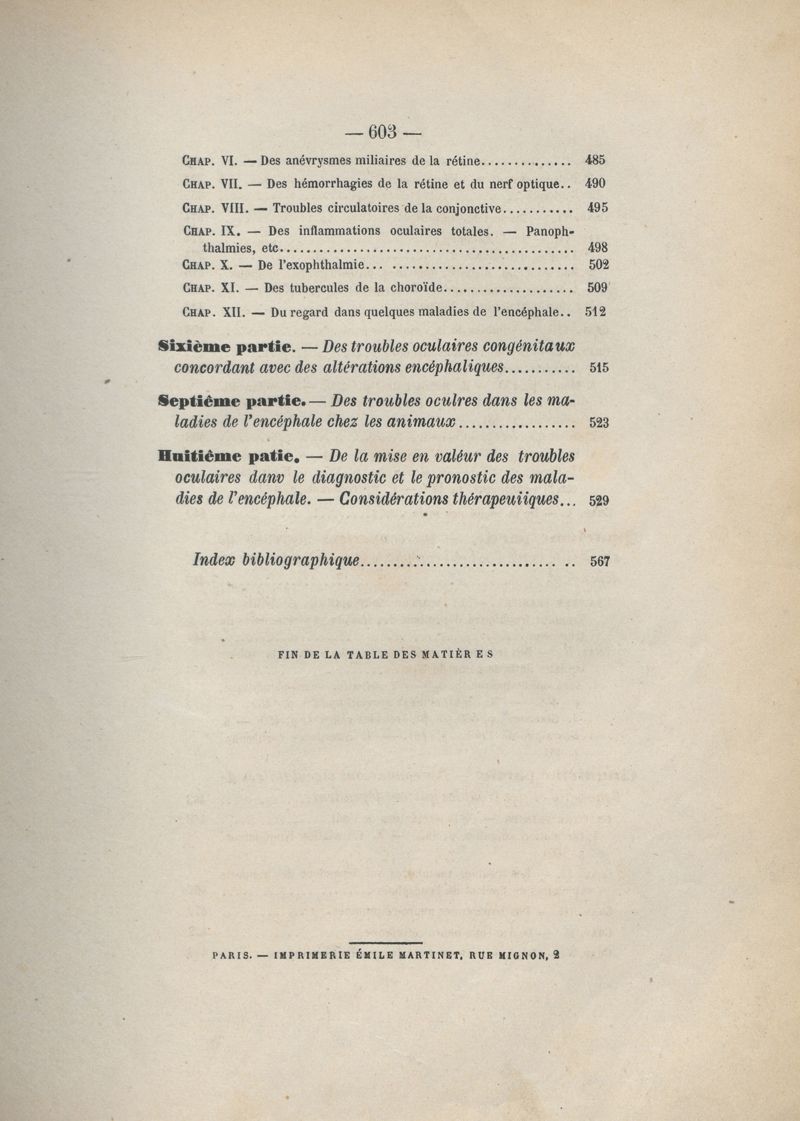 — 603 —
CHAP. VI. — Des anévrysmes miliaires de la rétine.............. 485
CHAP. VII. — Des hémorrhagies de la rétine et du nerf optique.. 490
CHAP. VIII. — Troubles circulatoires de la conjonctive........... 495
CHAP. IX. — Des inflammations oculaires totales. — Panoph-
thalmies, etc............................................. 498
CHAP. X. — De l'exophthalmie... ............................ 502
CHAP. XI. — Des tubercules de la choroïde.................... 509
CHAP. XII. — Du regard dans quelques maladies de l'encéphale.. 512
Sixième partie. — Des troubles oculaires congénitaux
concordant avec des altérations encéphaliques........... 515
Septiéme partie. — Des troubles oculres dans les ma-
ladies de l'encéphale chez les animaux.................. 523
Huitiéme patie. — De la mise en valéur des troubles
oculaires danv le diagnostic et le pronostic des mala-
dies de l'encéphale. — Considérations thérapeuiiques... 529
Index bibliographique................................ .. 567
FIN DE LA TABLE DES MATIÈR E S
PARIS. — IMPRIMERIE ÉMILE MARTINET, RUE MIGNON, 2